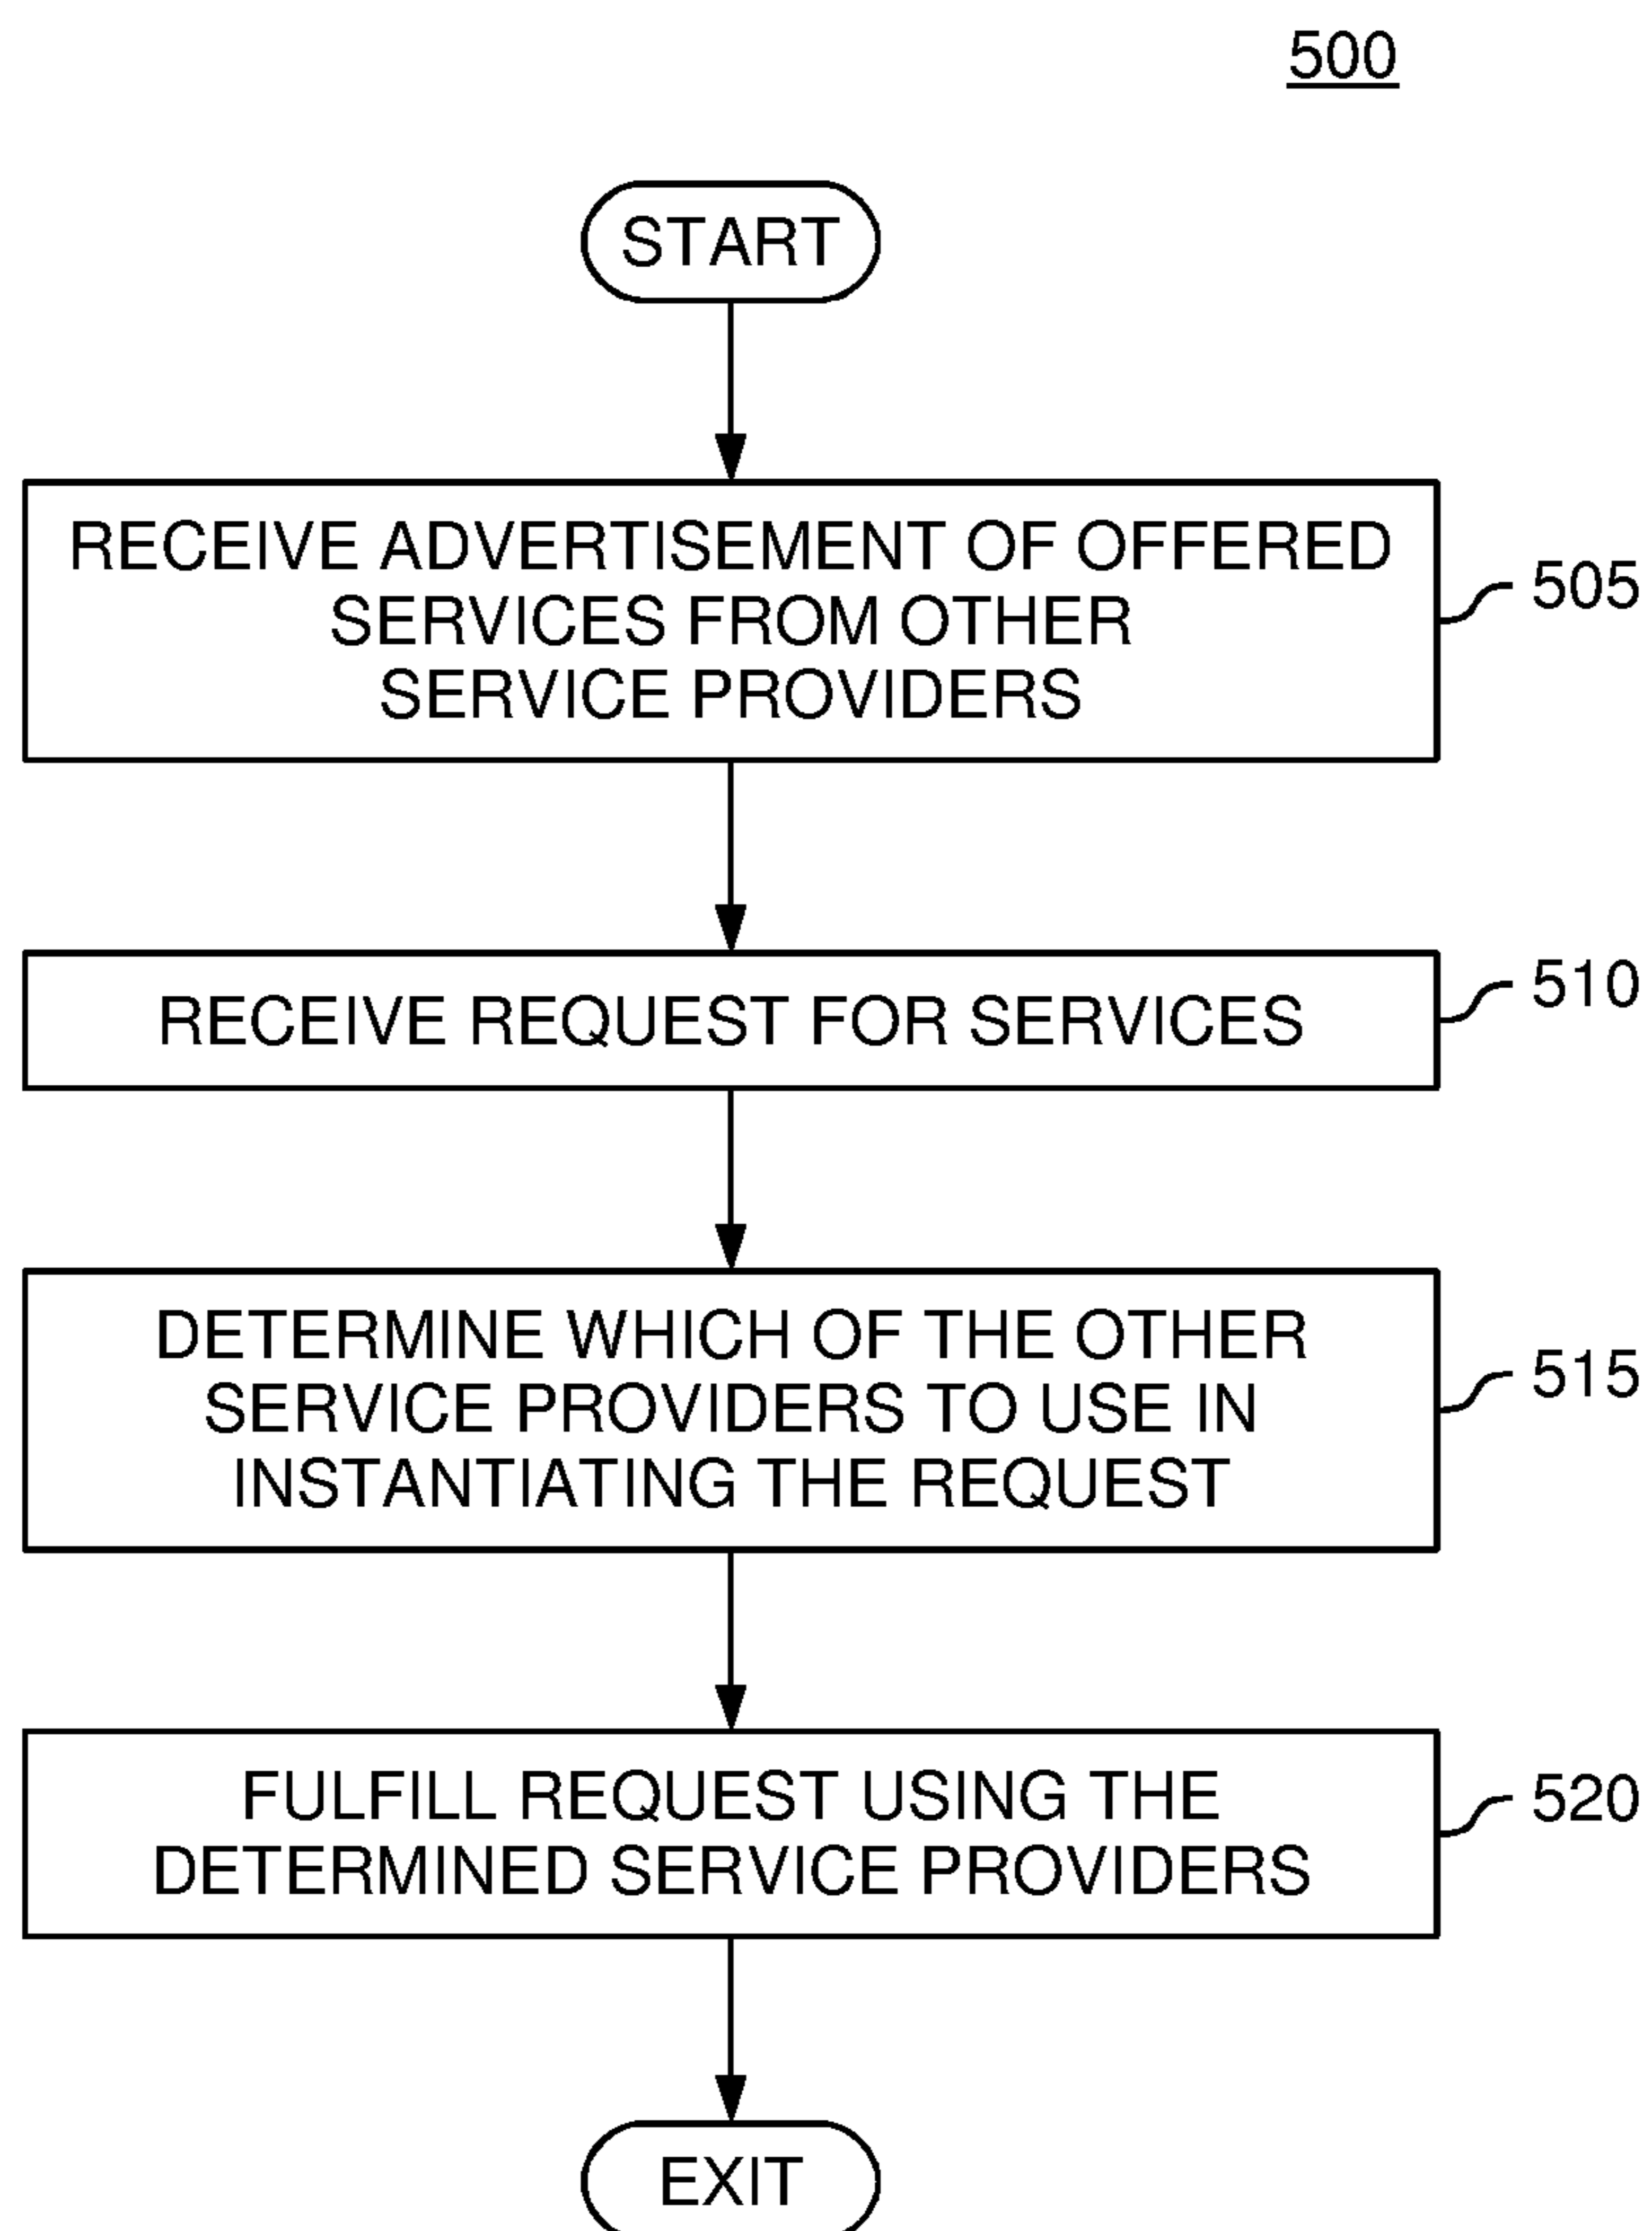 500
START
RECEIVE ADVERTISEMENT OF OFFERED
SERVICES FROM OTHER
SERVICE PROVIDERS
505
RECEIVE REQUEST FOR SERVICES
510
DETERMINE WHICH OF THE OTHER
SERVICE PROVIDERS TO USE IN
INSTANTIATING THE REQUEST
515
FULFILL REQUEST USING THE
DETERMINED SERVICE PROVIDERS
520
EXIT